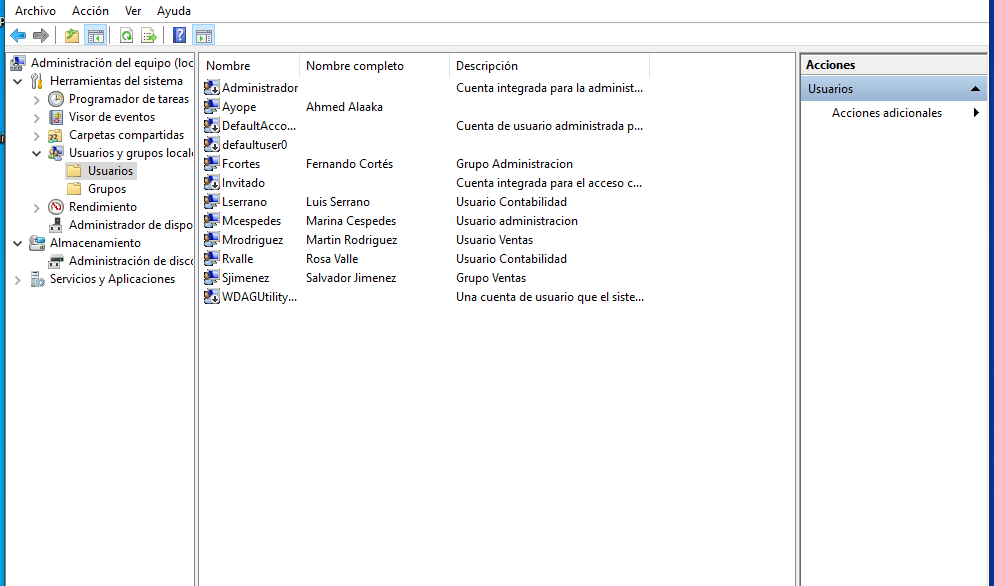 Archivo Acción Ver Ayuda
Administración del equipo (loc
Herramientas del sistema
Programador de tareas
Visor de eventos
Carpetas compartidas
Usuarios y grupos locale
Usuarios
Grupos
Rendimiento
Administrador de dispo
Almacenamiento
Administración de disco
Servicios y Aplicaciones
Nombre Nombre completo Descripción
Administrador Cuenta integrada para la administ...
Ayope Ahmed Alaaka
DefaultAcco... Cuenta de usuario administrada p...
defaultuser0
Fcortes Fernando Cortés Grupo Administracion
Invitado Cuenta integrada para el acceso c...
Lserrano Luis Serrano Usuario Contabilidad
Mcespedes Marina Cespedes Usuario administracion
Mrodriguez Martin Rodriguez Usuario Ventas
Rvalle Rosa Valle Usuario Contabilidad
Sjimenez Salvador Jimenez Grupo Ventas
WDAGUtility... Una cuenta de usuario que el siste...
Acciones
Usuarios
Acciones adicionales